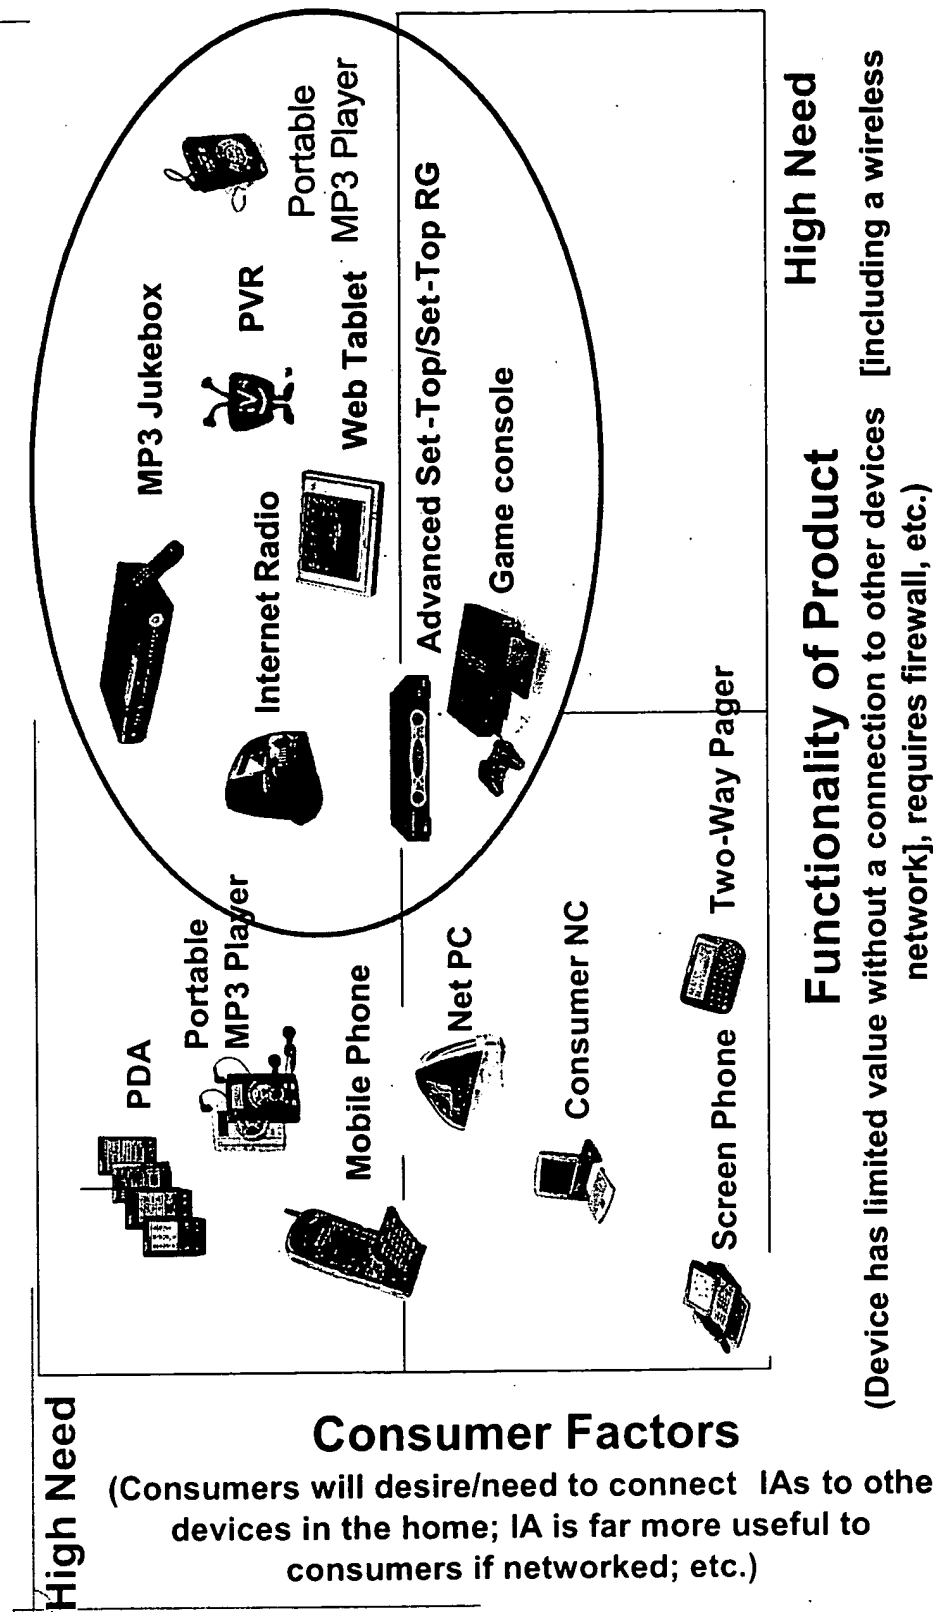 High Need
Consumer Factors
(Consumers will desire/need to connect IAs to othe
devices in the home; IA is far more useful to
consumers if networked; etc.)
PDA
Portable
MP3 Player
Mobile Phone
Net PC
Consumer NC
Screen Phone
Two-Way Pager
MP3 Jukebox
Internet Radio
PVR
Web Tablet
Portable
MP3 Player
Advanced Set-Top/Set-Top RG
Game console
Functionality of Product
High Need
(Device has limited value without a connection to other devices [including a wireless
network], requires firewall, etc.)